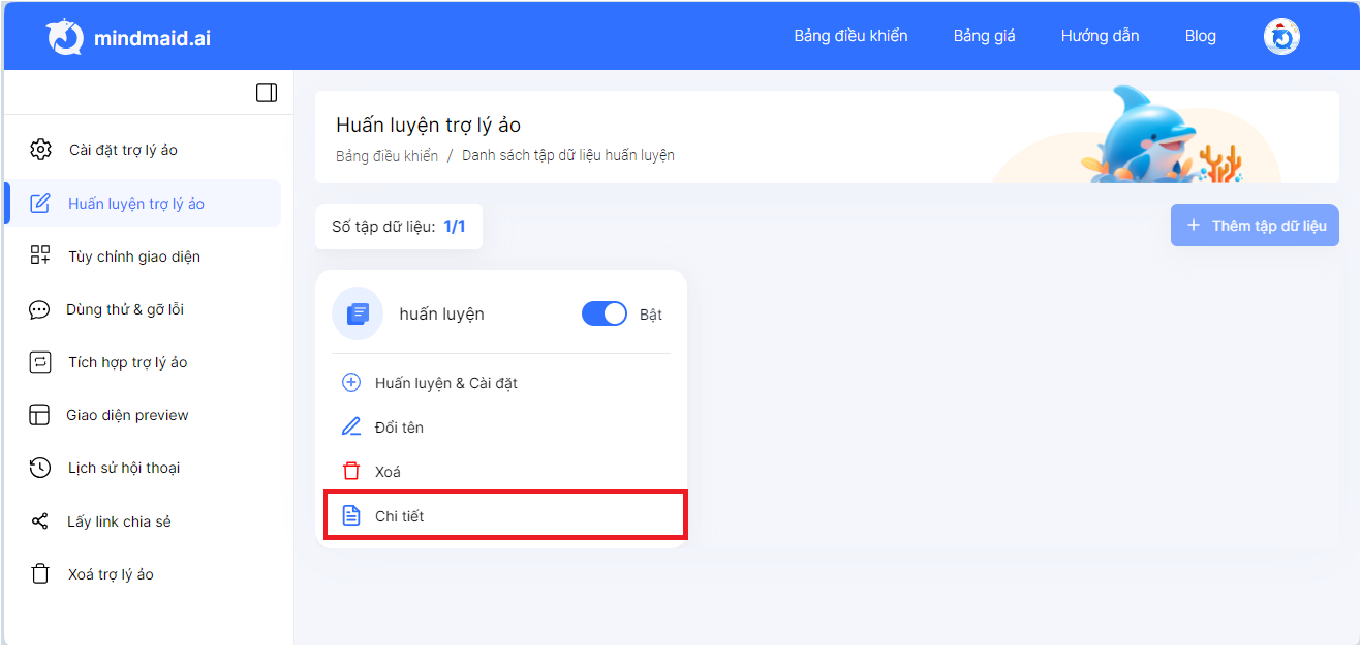 mindmaid.ai
Bảng điều khiển
Bảng giá
Hướng dẫn
Blog
Cài đặt trợ lý ảo
Huấn luyện trợ lý ảo
Tùy chỉnh giao diện
Dùng thử & gỡ lỗi
Tích hợp trợ lý ảo
Giao diện preview
Lịch sử hội thoại
Lấy link chia sẻ
Xoá trợ lý ảo
Huấn luyện trợ lý ảo
Bảng điều khiển / Danh sách tập dữ liệu huấn luyện
Số tập dữ liệu: 1/1
+ Thêm tập dữ liệu
huấn luyện
Bật
Huấn luyện & Cài đặt
Đổi tên
Xoá
Chi tiết